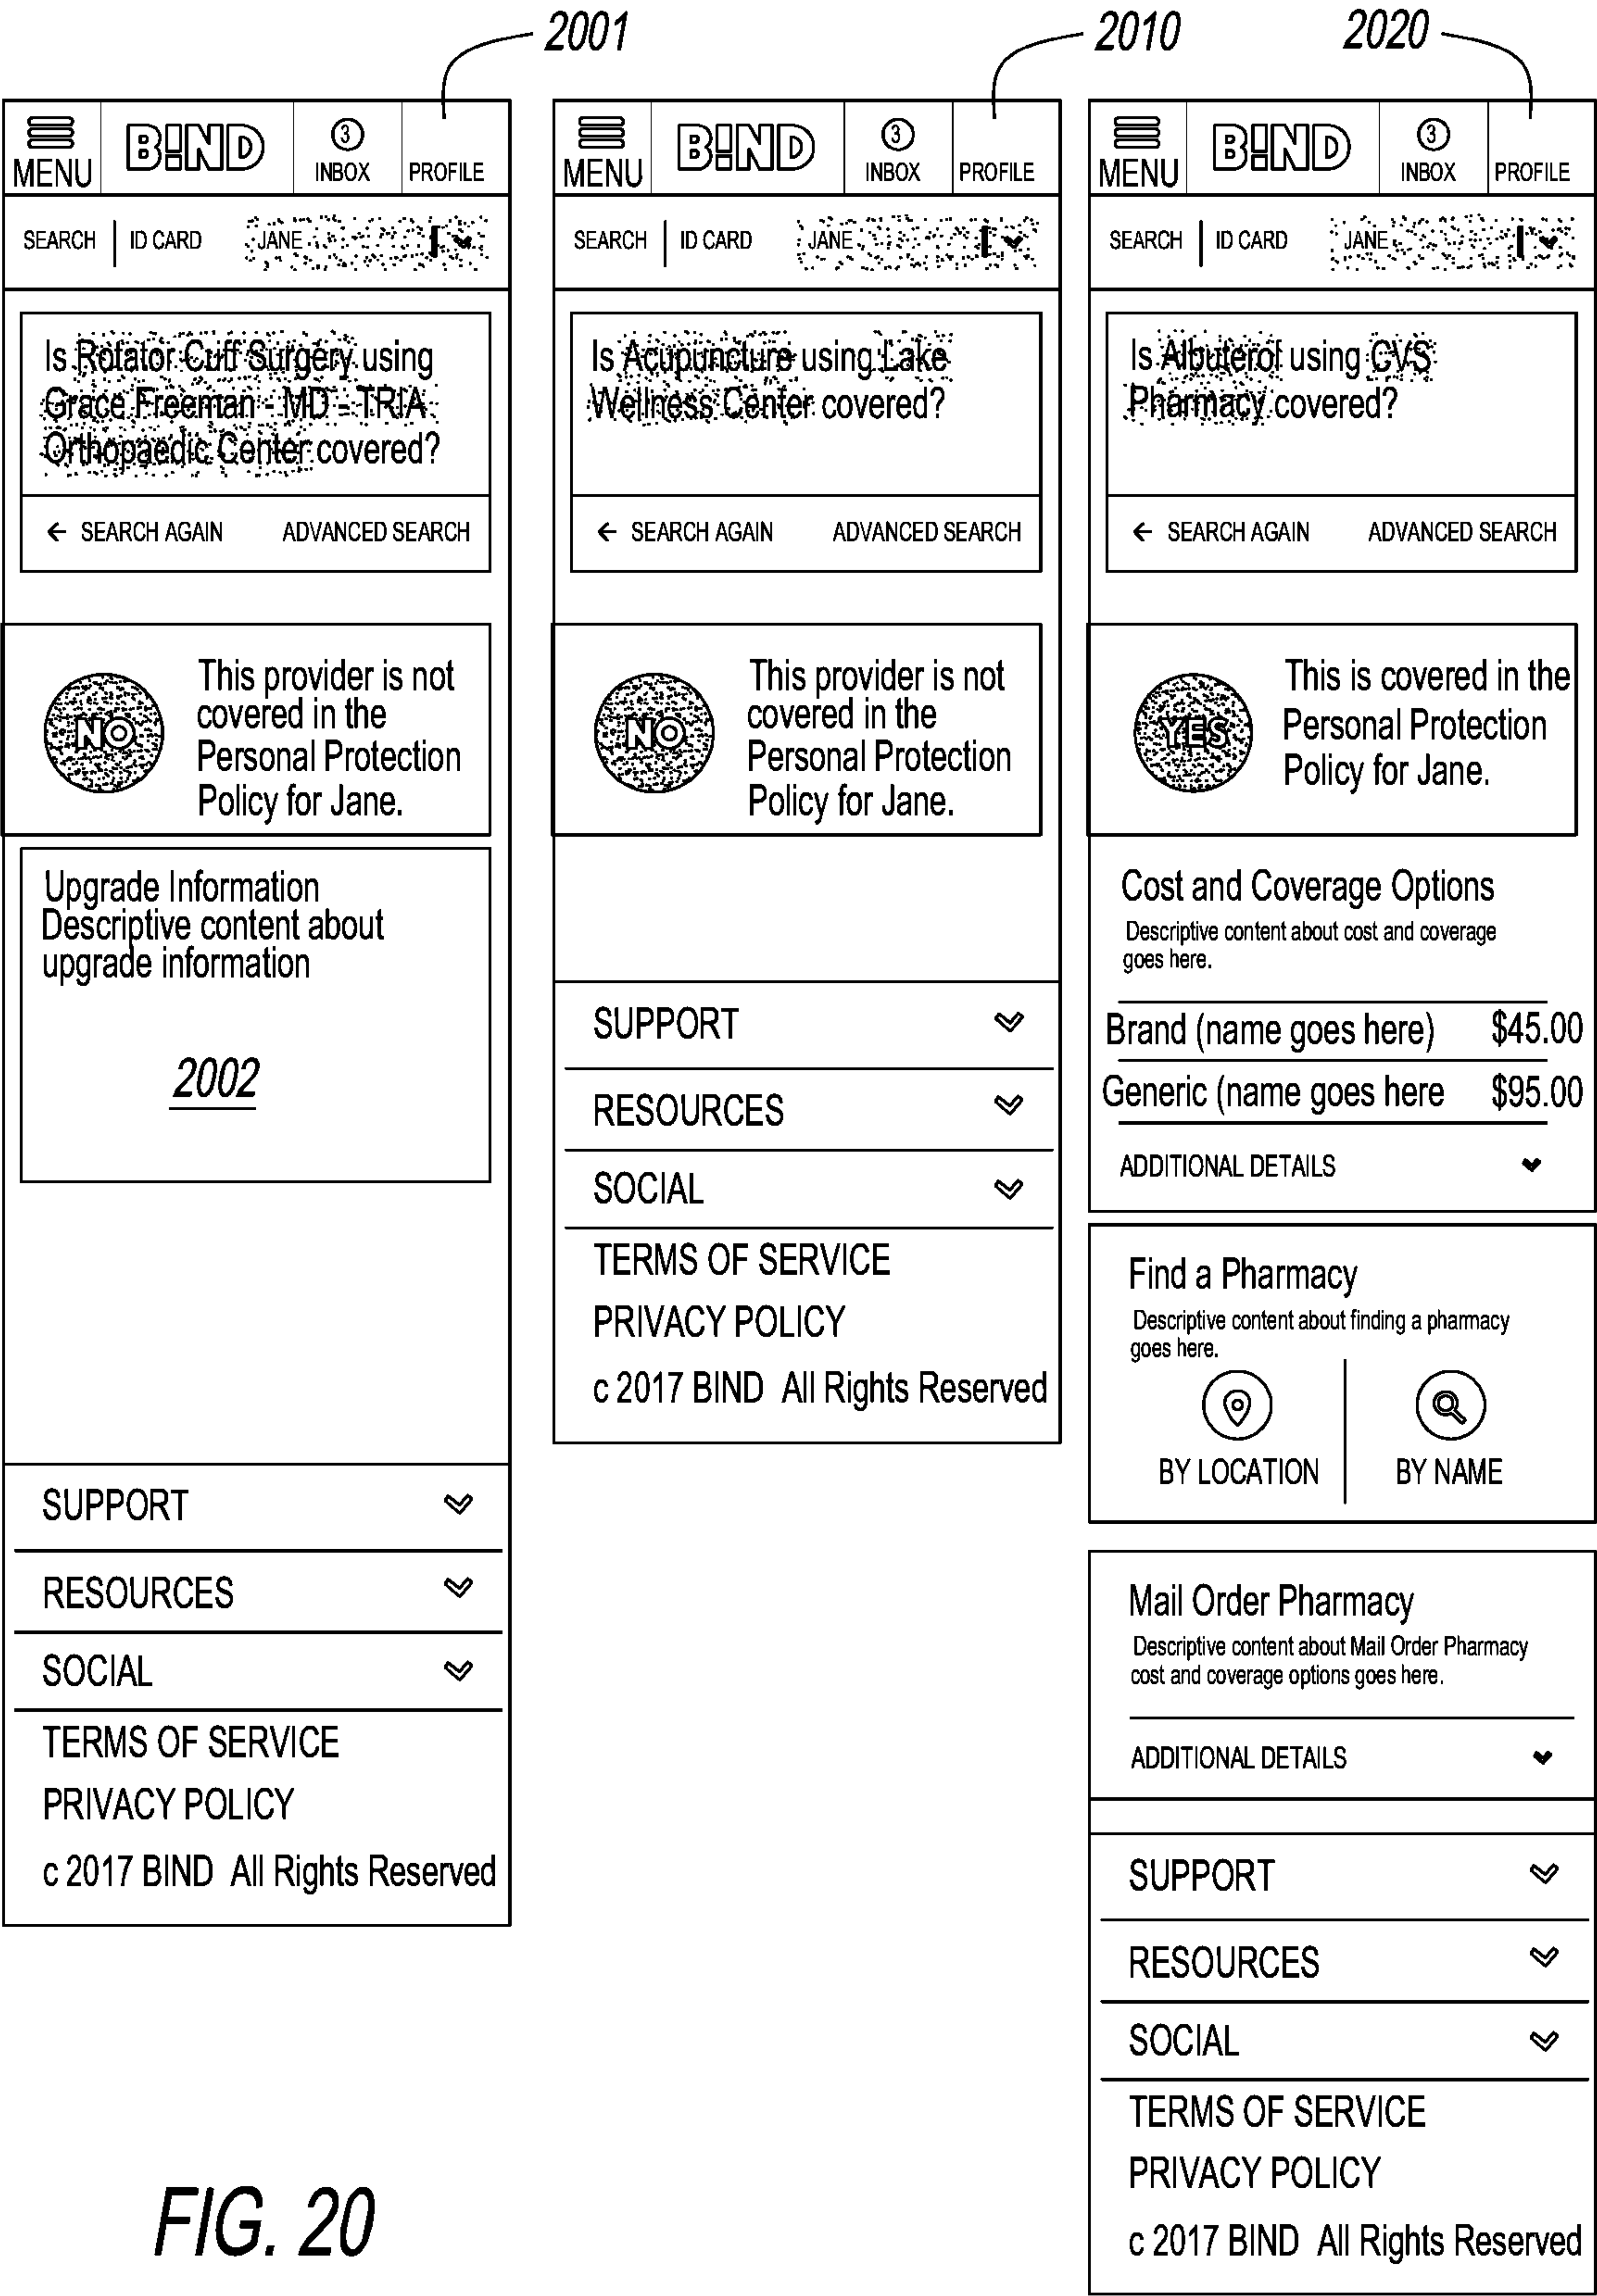 2001
2010
2020
MENU
B!ND
3
INBOX
PROFILE
SEARCH
ID CARD
JANE
Is Rotator Cuff Surgery using
Grace Freeman - MD - TRIA
Orthopaedic Center covered?
← SEARCH AGAIN
ADVANCED SEARCH
NO
This provider is not
covered in the
Personal Protection
Policy for Jane.
Upgrade Information
Descriptive content about
upgrade information
2002
SUPPORT
RESOURCES
SOCIAL
TERMS OF SERVICE
PRIVACY POLICY
c 2017 BIND All Rights Reserved
MENU
B!ND
3
INBOX
PROFILE
SEARCH
ID CARD
JANE
Is Acupuncture using Lake
Wellness Center covered?
← SEARCH AGAIN
ADVANCED SEARCH
NO
This provider is not
covered in the
Personal Protection
Policy for Jane.
SUPPORT
RESOURCES
SOCIAL
TERMS OF SERVICE
PRIVACY POLICY
c 2017 BIND All Rights Reserved
MENU
B!ND
3
INBOX
PROFILE
SEARCH
ID CARD
JANE
Is Albuterol using CVS
Pharmacy covered?
← SEARCH AGAIN
ADVANCED SEARCH
YES
This is covered in the
Personal Protection
Policy for Jane.
Cost and Coverage Options
Descriptive content about cost and coverage
goes here.
Brand (name goes here) $45.00
Generic (name goes here $95.00
ADDITIONAL DETAILS
Find a Pharmacy
Descriptive content about finding a pharmacy
goes here.
BY LOCATION
BY NAME
Mail Order Pharmacy
Descriptive content about Mail Order Pharmacy
cost and coverage options goes here.
ADDITIONAL DETAILS
SUPPORT
RESOURCES
SOCIAL
TERMS OF SERVICE
PRIVACY POLICY
c 2017 BIND All Rights Reserved
FIG. 20